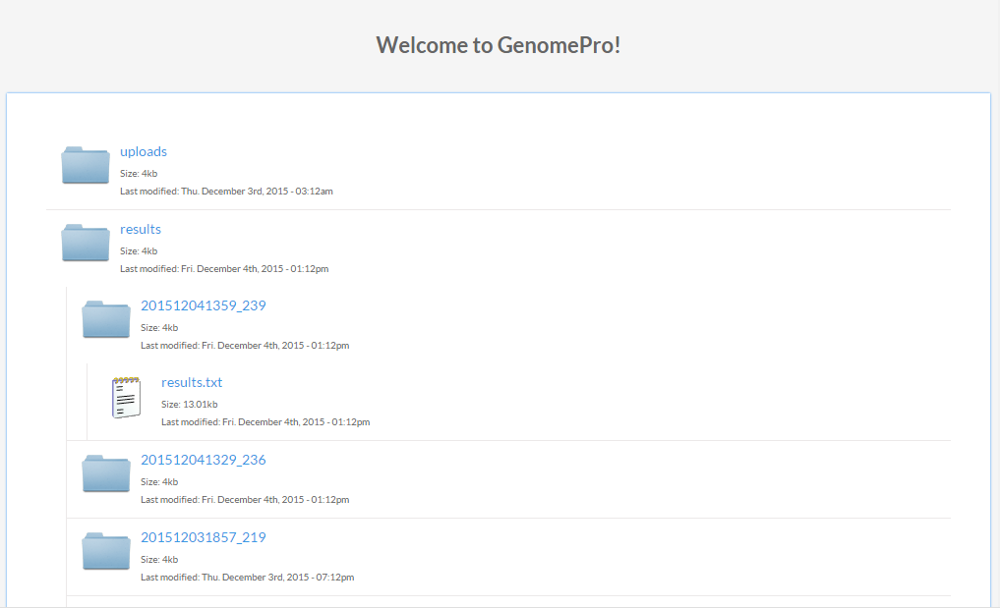 Welcome to GenomePro!
uploads
Size: 4kb
Last modified: Thu. December 3rd, 2015 - 03:12am
results
Size: 4kb
Last modified: Fri. December 4th, 2015 - 01:12pm
201512041359_239
Size: 4kb
Last modified: Fri. December 4th, 2015 - 01:12pm
results.txt
Size: 13.01kb
Last modified: Fri. December 4th, 2015 - 01:12pm
201512041329_236
Size: 4kb
Last modified: Fri. December 4th, 2015 - 01:12pm
201512031857_219
Size: 4kb
Last modified: Thu. December 3rd, 2015 - 07:12pm